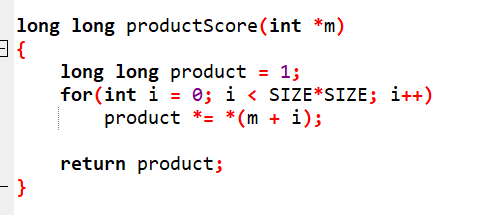 long long productScore(int *m)
{
    long long product = 1;
    for(int i = 0; i < SIZE*SIZE; i++)
        product *= *(m + i);

    return product;
}